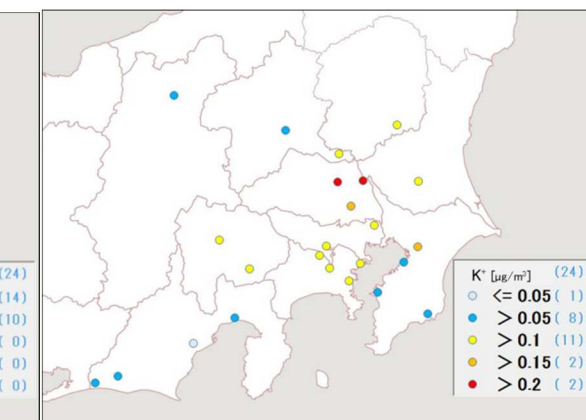 (24)
(14)
(10)
( 0)
( 0)
( 0)
K⁺ [μg/m³] (24)
<= 0.05 ( 1)
> 0.05 ( 8)
> 0.1 (11)
> 0.15 ( 2)
> 0.2 ( 2)